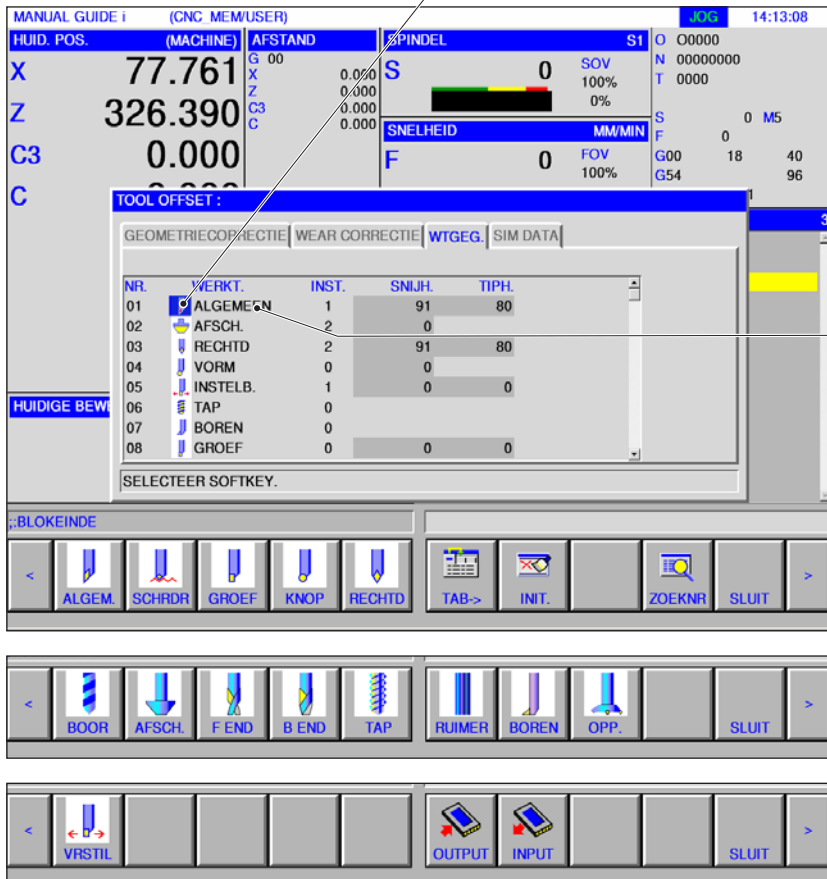 MANUAL GUIDE i (CNC_MEM/USER) JOG 14:13:08
HUID. POS. (MACHINE)
X 77.761
Z 326.390
C3 0.000
C
AFSTAND
G 00
X 0.000
Z 0.000
C3 0.000
C 0.000
SPINDEL S1
S 0 SOV
100%
0%
SNELHEID MM/MIN
F 0 FOV
100%
O O0000
N 00000000
T 0000
S 0 M5
F 0
G00 18 40
G54 96
1
3
TOOL OFFSET :
GEOMETRIECORRECTIE WEAR CORRECTIE WTGEG. SIM DATA
NR. WERKT. INST. SNIJH. TIPH.
01 ALGEMEEN 1 91 80
02 AFSCH. 2 0
03 RECHTD 2 91 80
04 VORM 0 0
05 INSTELB. 1 0 0
06 TAP 0
07 BOREN 0
08 GROEF 0 0 0
SELECTEER SOFTKEY.
HUIDIGE BEWE
;:BLOKEINDE
< ALGEM. SCHRDR GROEF KNOP RECHTD TAB-> INIT. ZOEKNR SLUIT >
< BOOR AFSCH. F END B END TAP RUIMER BOREN OPP. SLUIT >
< VRSTIL OUTPUT INPUT SLUIT >